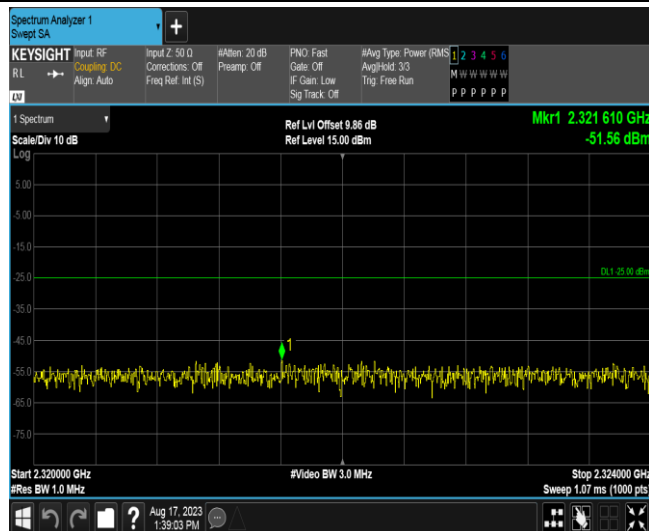 Spectrum Analyzer 1
Swept SA
+
KEYSIGHT
RL
LXI
Input: RF
Coupling: DC
Align: Auto
Input Z: 50 Ω
Corrections: Off
Freq Ref: Int (S)
#Atten: 20 dB
Preamp: Off
PNO: Fast
Gate: Off
IF Gain: Low
Sig Track: Off
#Avg Type: Power (RMS
Avg|Hold: 3/3
Trig: Free Run
1 2 3 4 5 6
M W W W W W
P P P P P P
1 Spectrum
Scale/Div 10 dB
Ref Lvl Offset 9.86 dB
Ref Level 15.00 dBm
Mkr1 2.321 610 GHz
-51.56 dBm
Log
5.00
-5.00
-15.0
-25.0
DL1 -25.00 dBm
-35.0
-45.0
1
-55.0
-65.0
-75.0
Start 2.320000 GHz
#Video BW 3.0 MHz
Stop 2.324000 GHz
#Res BW 1.0 MHz
Sweep 1.07 ms (1000 pts)
?
Aug 17, 2023
1:39:03 PM